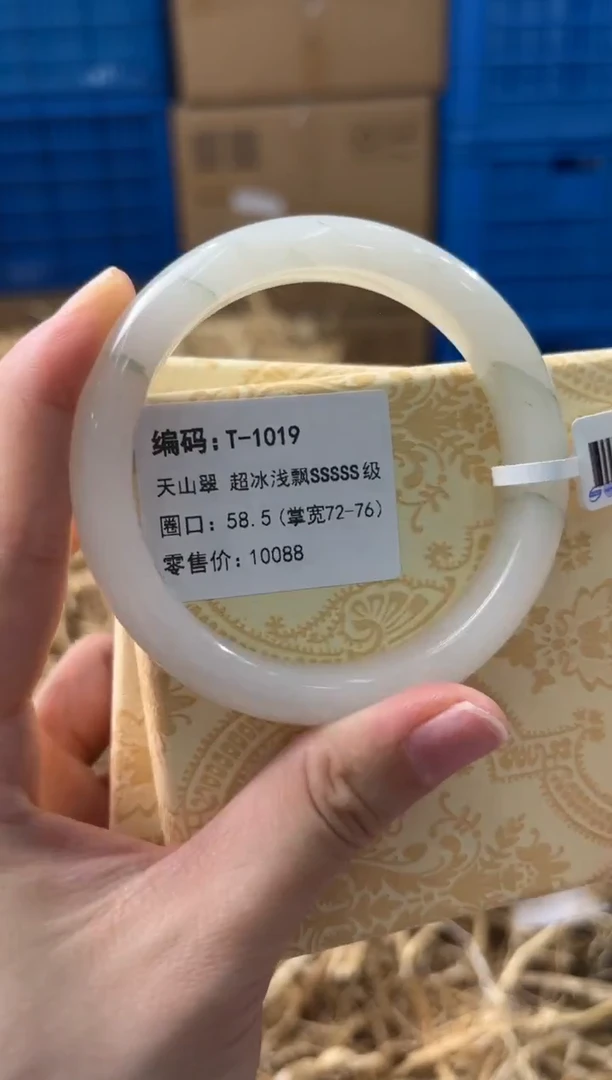 编码:T-1019
天山翠 超冰浅飘SSSSS级
圈口: 58.5(掌宽72-76)
零售价:10088